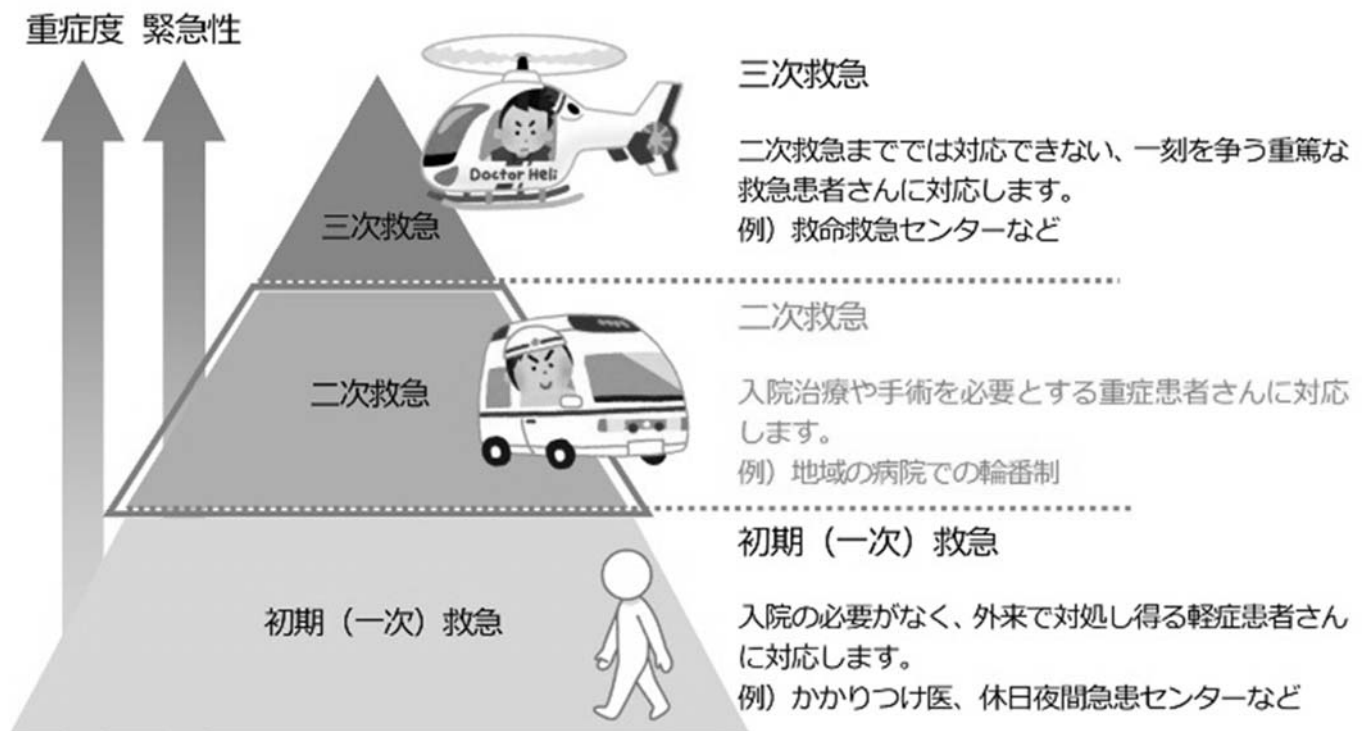 重症度 緊急性
三次救急
二次救急まででは対応できない、一刻を争う重篤な
救急患者さんに対応します。
例）救命救急センターなど
Doctor Heli
三次救急
二次救急
入院治療や手術を必要とする重症患者さんに対応
します。
例）地域の病院での輪番制
二次救急
初期（一次）救急
入院の必要がなく、外来で対処し得る軽症患者さん
に対応します。
例）かかりつけ医、休日夜間急患センターなど
初期（一次）救急